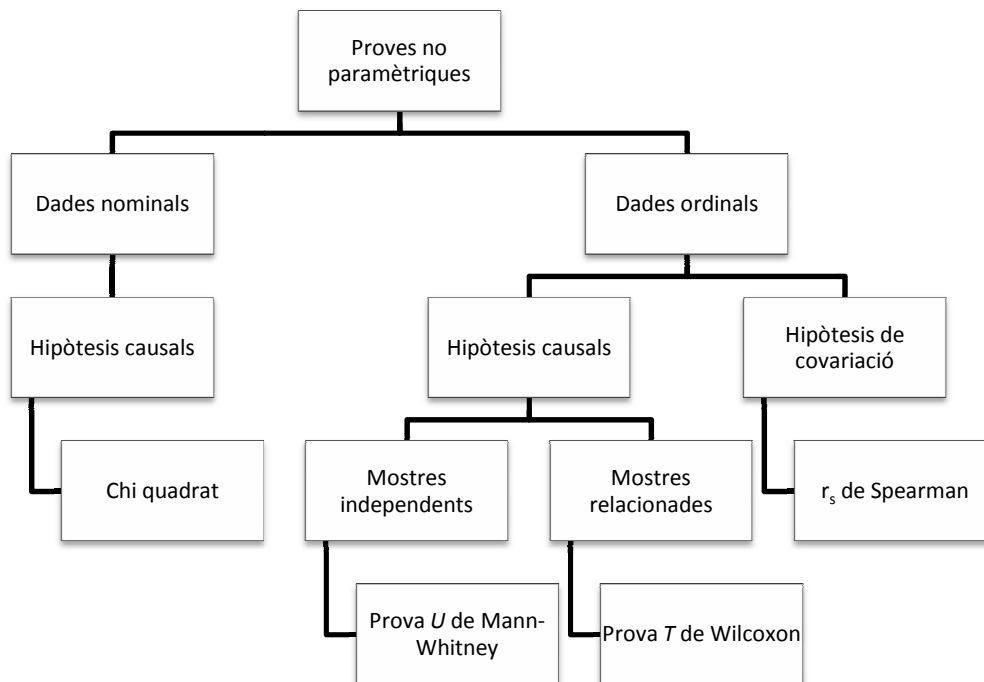 Proves no
paramètriques
Dades nominals
Dades ordinals
Hipòtesis causals
Hipòtesis causals
Hipòtesis de
covariació
Chi quadrat
Mostres
independents
Mostres
relacionades
rₛ de Spearman
Prova U de Mann-
Whitney
Prova T de Wilcoxon